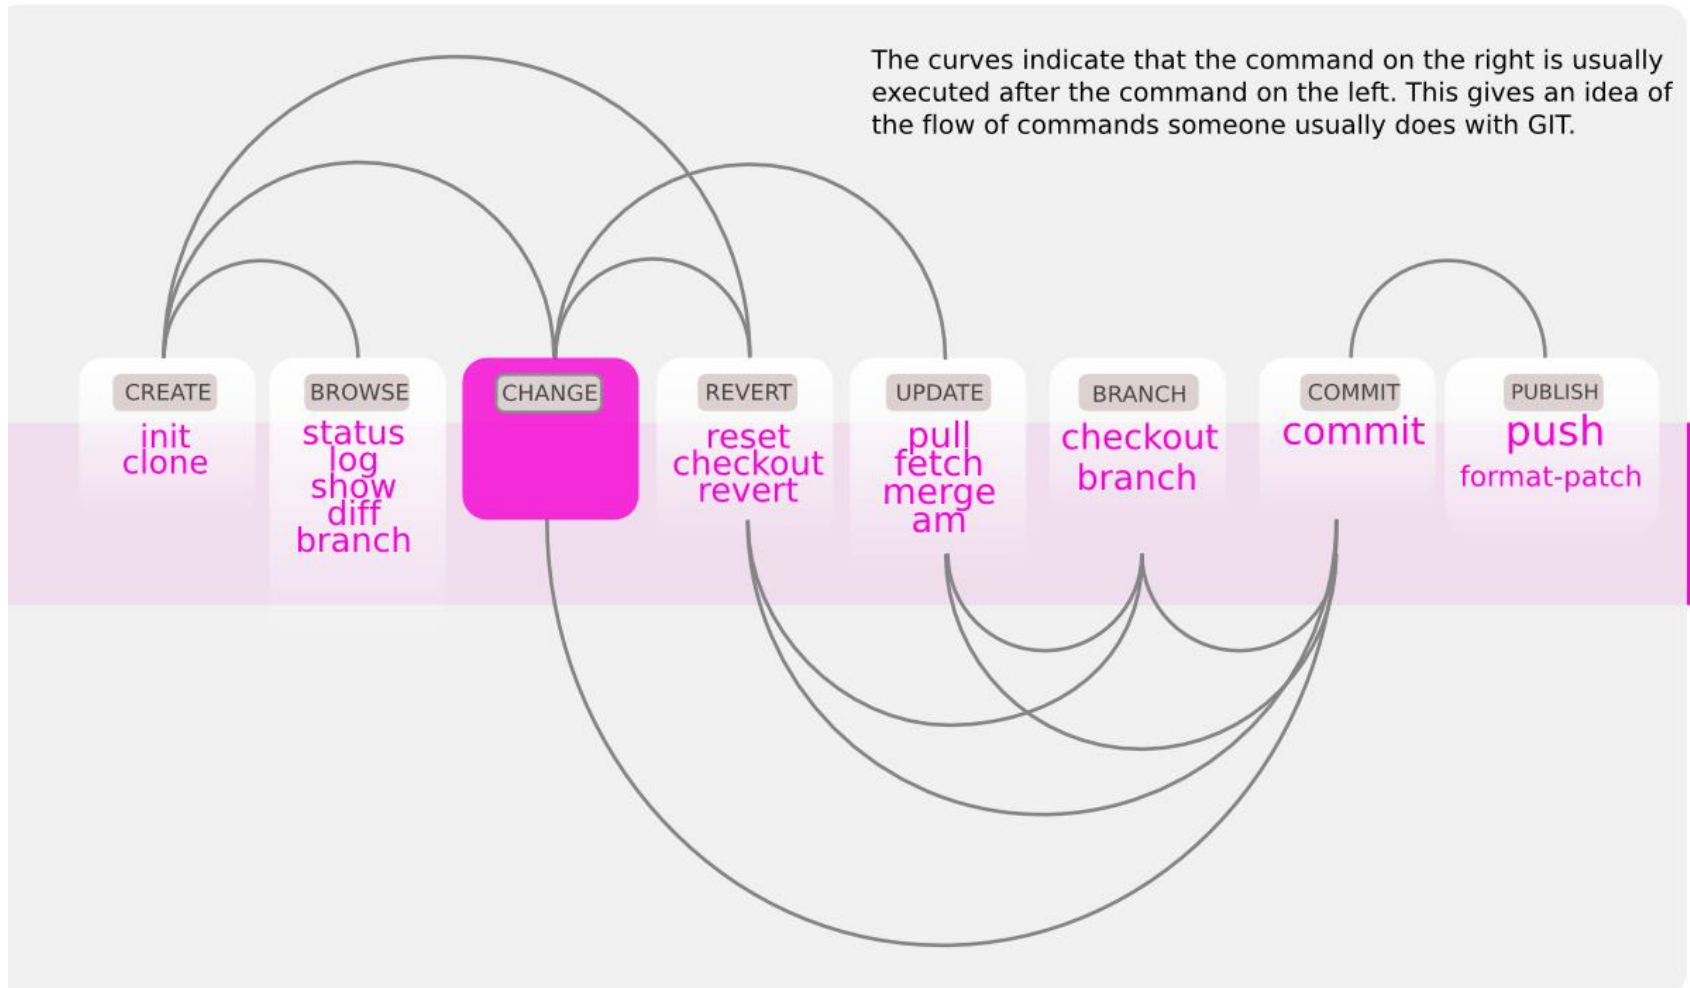 The curves indicate that the command on the right is usually
executed after the command on the left. This gives an idea of
the flow of commands someone usually does with GIT.
CREATE
init
clone
BROWSE
status
log
show
diff
branch
CHANGE
REVERT
reset
checkout
revert
UPDATE
pull
fetch
merge
am
BRANCH
checkout
branch
COMMIT
commit
PUBLISH
push
format-patch